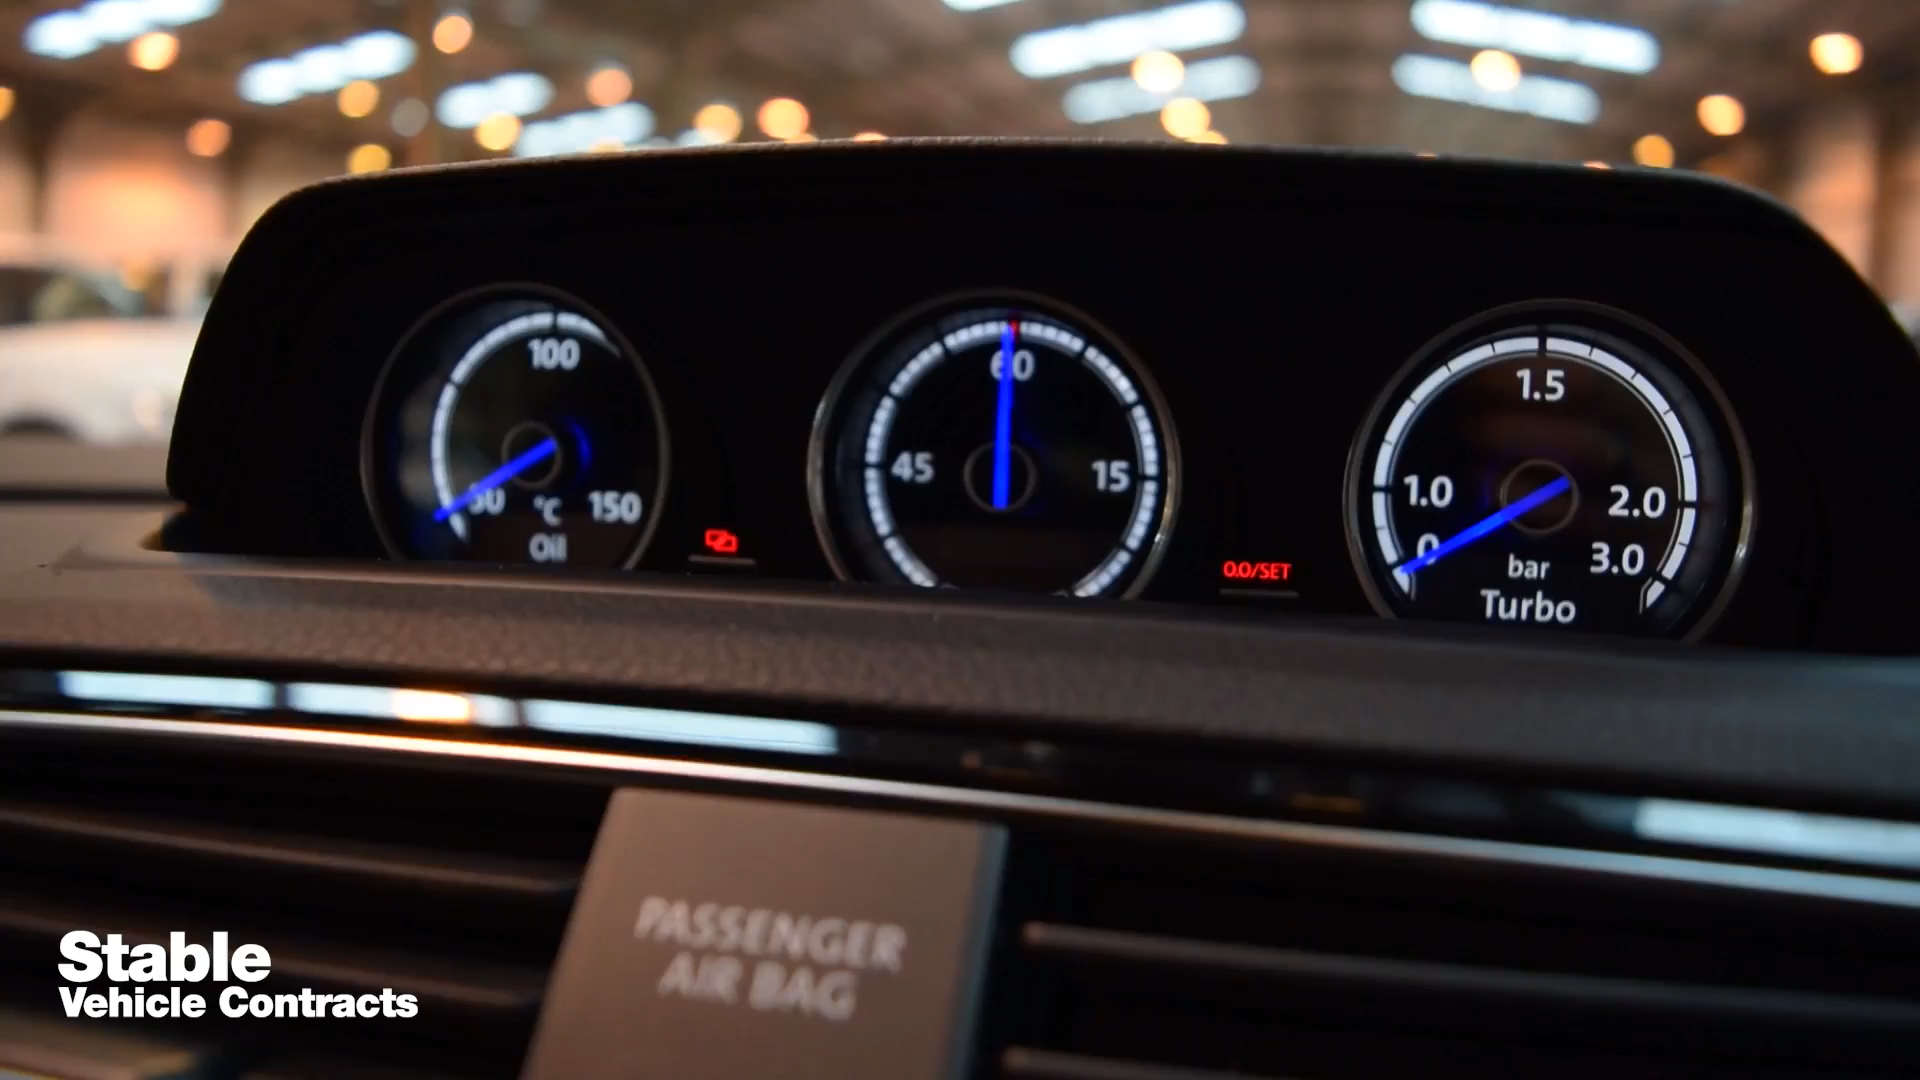 100
50
150
°C
Oil
60
45
15
0.0/SET
1.5
1.0
2.0
0
3.0
bar
Turbo
PASSENGER
AIR BAG
Stable
Vehicle Contracts